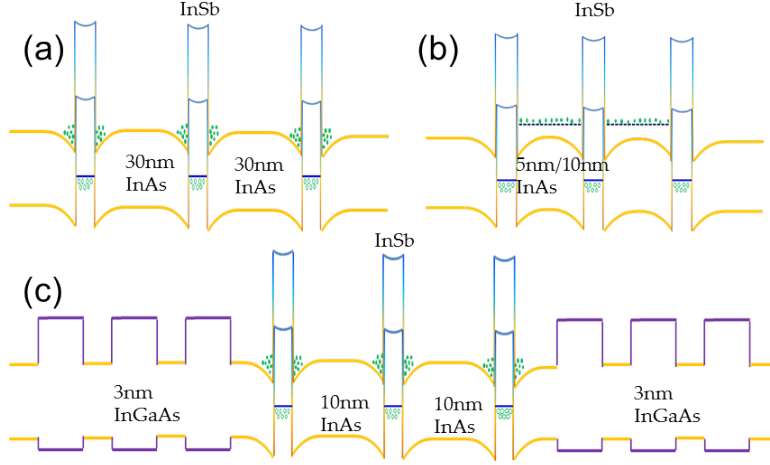 InSb
InSb
(a)
(b)
30nm
InAs
30nm
InAs
5nm/10nm
InAs
InSb
(c)
3nm
InGaAs
10nm
InAs
10nm
InAs
3nm
InGaAs